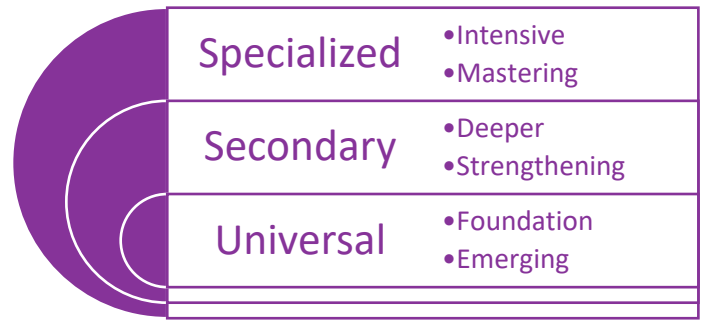 Specialized
•Intensive
•Mastering
Secondary
•Deeper
•Strengthening
Universal
•Foundation
•Emerging